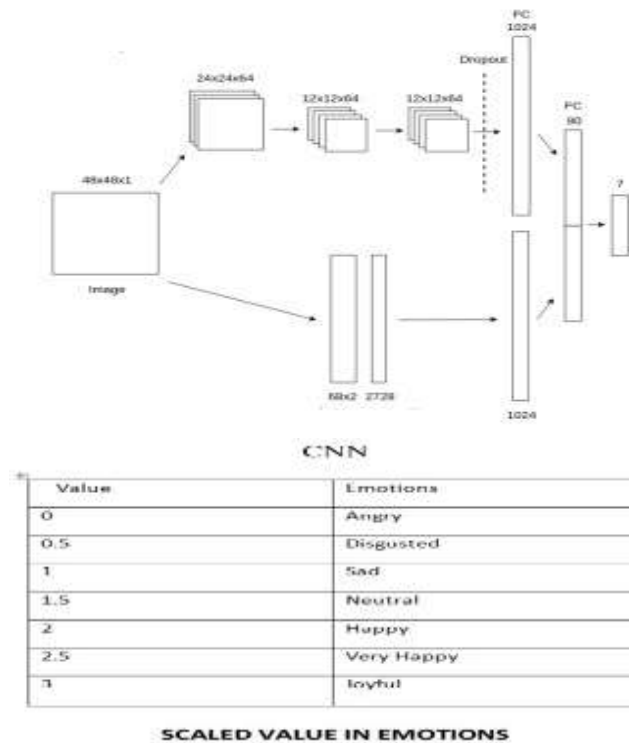 FC
1024
Dropout
24x24x64
12x12x64 12x12x64
FC
80
48x48x1
7
Image
68x2 2728
1024
CNN
Value Emotions
0 Angry
0.5 Disgusted
1 Sad
1.5 Neutral
2 Happy
2.5 Very Happy
3 Joyful
SCALED VALUE IN EMOTIONS